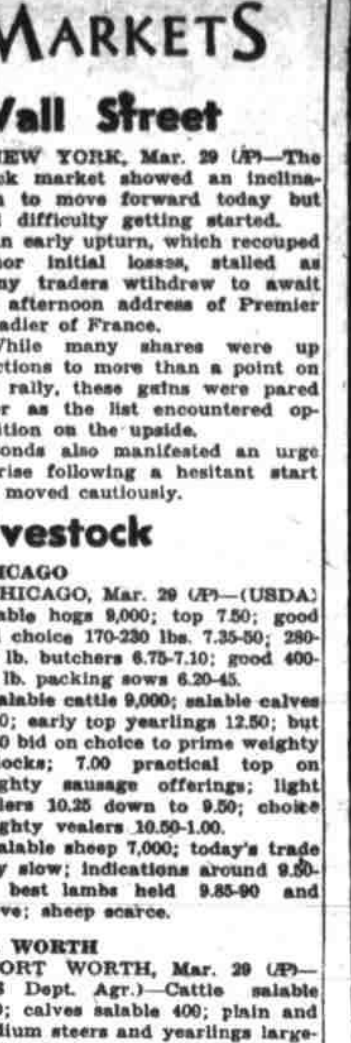 MARKETS
Wall Street
NEW YORK, Mar. 29 (AP)—The
ck market showed an inclina-
n to move forward today but
difficulty getting started.
n early upturn, which recouped
nor initial losses, stalled as
ny traders wtihdrew to await
afternoon address of Premier
adier of France.
While many shares were up
ctions to more than a point on
rally, these gains were pared
r as the list encountered op-
ition on the upside.
onds also manifested an urge
rise following a hesitant start
moved cautiously.
vestock
ICAGO
HICAGO, Mar. 29 (AP)—(USDA)
able hogs 9,000; top 7.50; good
choice 170-230 lbs. 7.35-50; 280-
lb. butchers 6.75-7.10; good 400-
lb. packing sows 6.20-45.
alable cattle 9,000; salable calves
0; early top yearlings 12.50; but
0 bid on choice to prime weighty
ocks; 7.00 practical top on
ghty sausage offerings; light
lers 10.25 down to 9.50; choice
ghty vealers 10.50-1.00.
alable sheep 7,000; today's trade
y slow; indications around 9.50-
best lambs held 9.85-90 and
ve; sheep scarce.
WORTH
ORT WORTH, Mar. 29 (AP)—
S Dept. Agr.)—Cattle salable
0; calves salable 400; plain and
dium steers and yearlings large-